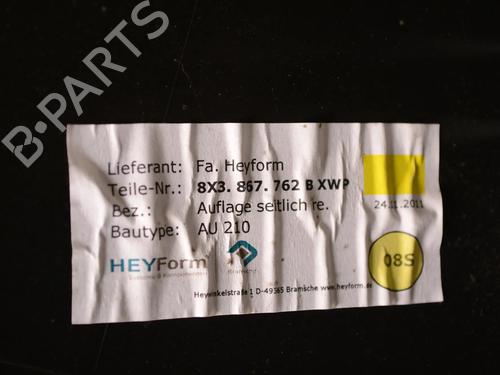 B-PARTS
Lieferant: Fa. Heyform
Teile-Nr.: 8X3. 867. 762 B XWP
Bez.: Auflage seitlich re.
24.11.2011
Bautype: AU 210
HEYForm
Bramsche
08S
Heywinkelstraße 1 D-49565 Bramsche www.heyform.de